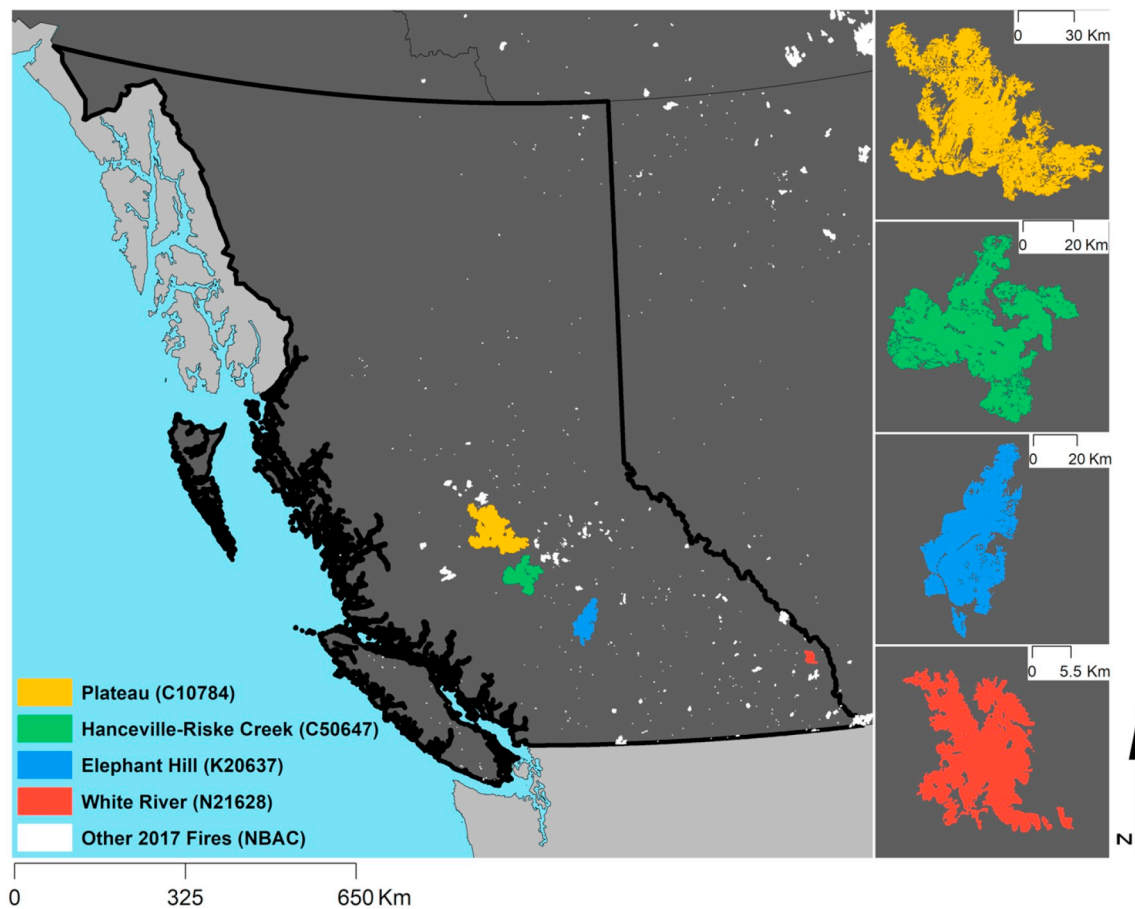 0 30 Km
0 20 Km
0 20 Km
0 5.5 Km
Plateau (C10784)
Hanceville-Riske Creek (C50647)
Elephant Hill (K20637)
White River (N21628)
Other 2017 Fires (NBAC)
N
0 325 650 Km